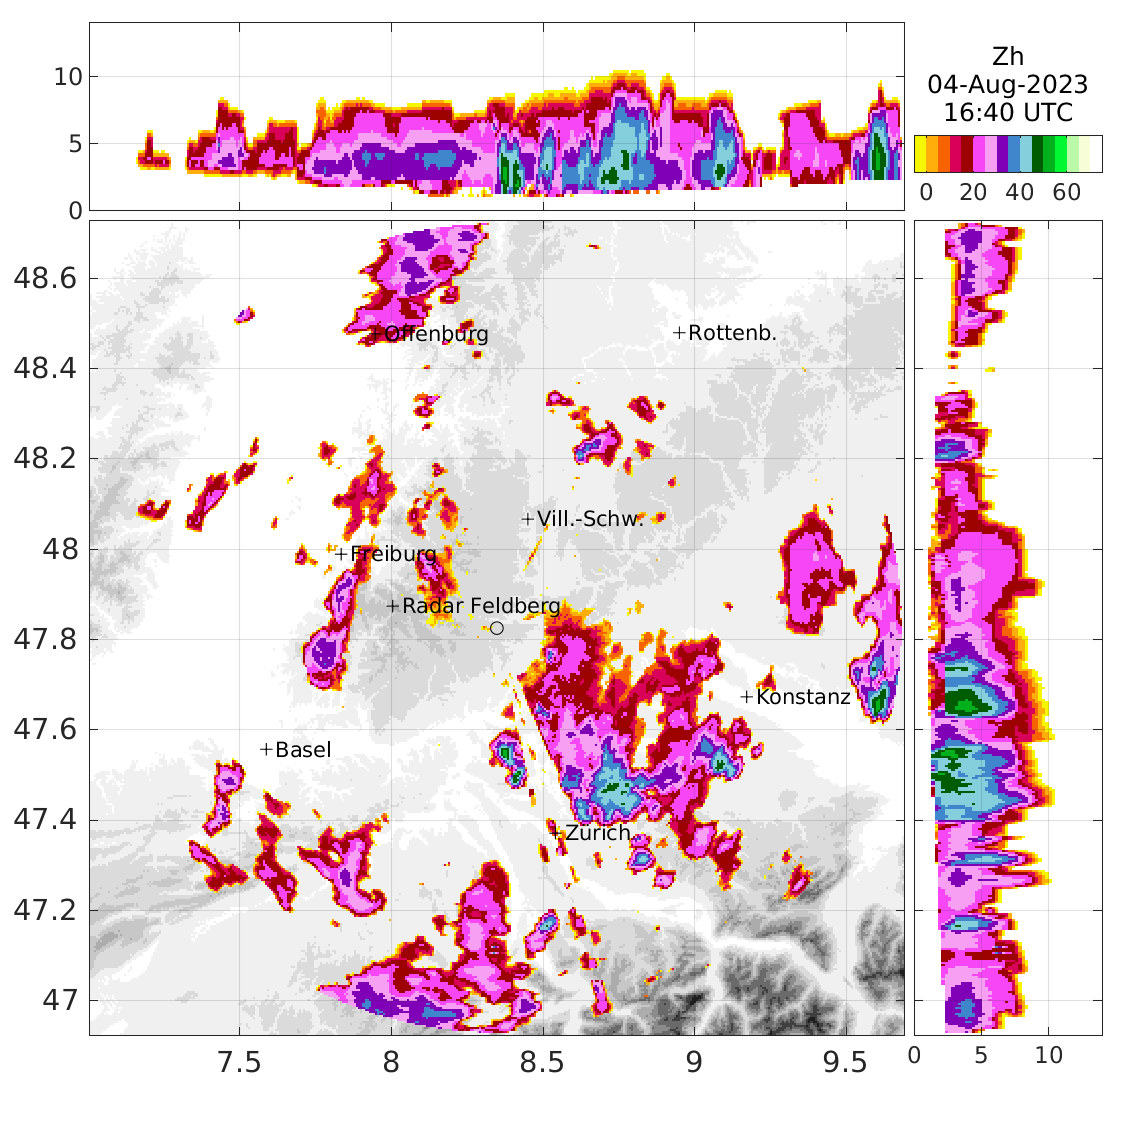 10
5
0
Zh
04-Aug-2023
16:40 UTC
0 20 40 60
48.6
48.4
48.2
48
47.8
47.6
47.4
47.2
47
+Offenburg
+Rottenb.
+Vill.-Schw.
+Freiburg
+Radar Feldberg
+Konstanz
+Basel
+Zürich
7.5 8 8.5 9 9.5
0 5 10